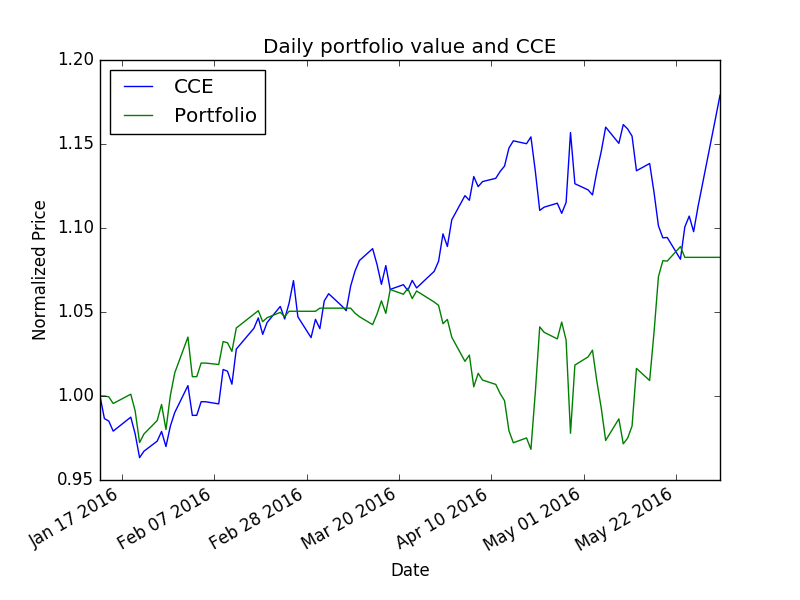 Daily portfolio value and CCE
1.20
CCE
Portfolio
1.15
1.10
1.05
1.00
0.95
Normalized Price
Jan 17 2016
Feb 07 2016
Feb 28 2016
Mar 20 2016
Apr 10 2016
May 01 2016
May 22 2016
Date